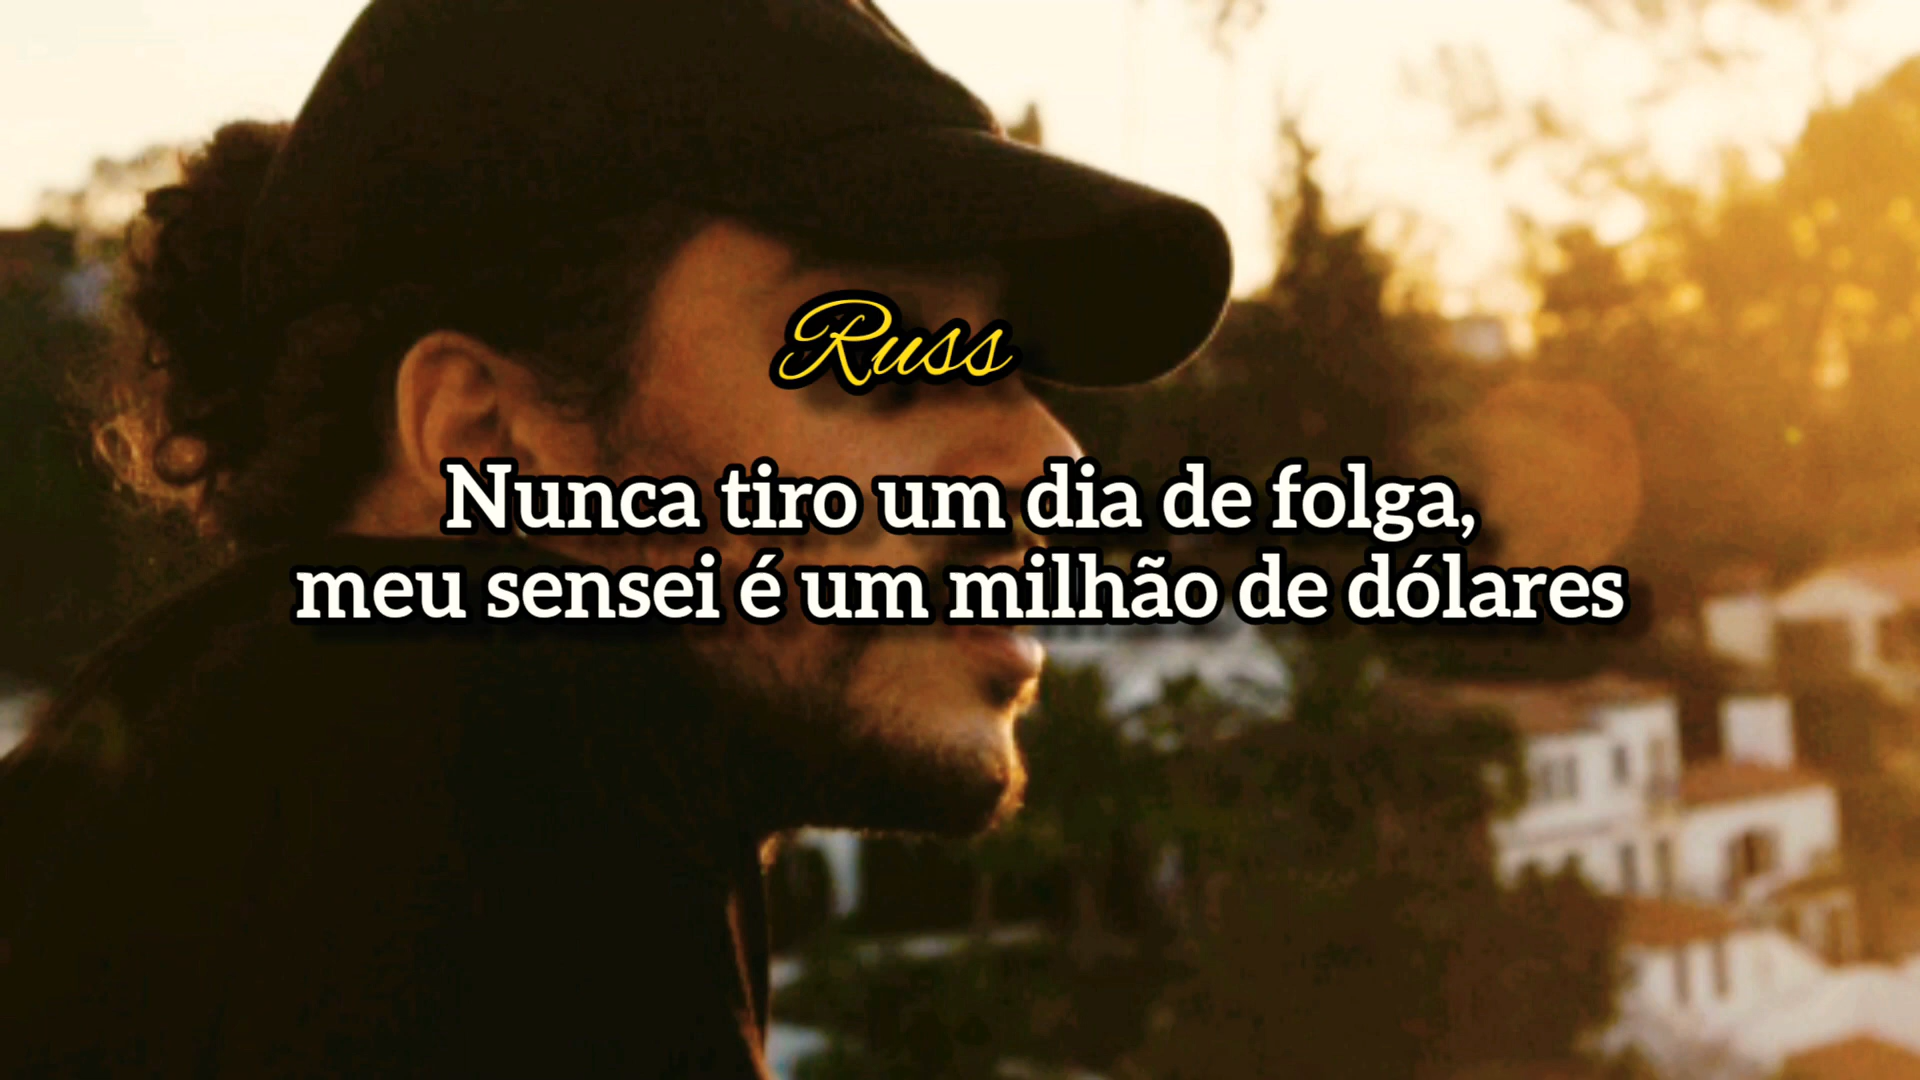 Russ
Nunca tiro um dia de folga,
meu sensei é um milhão de dólares